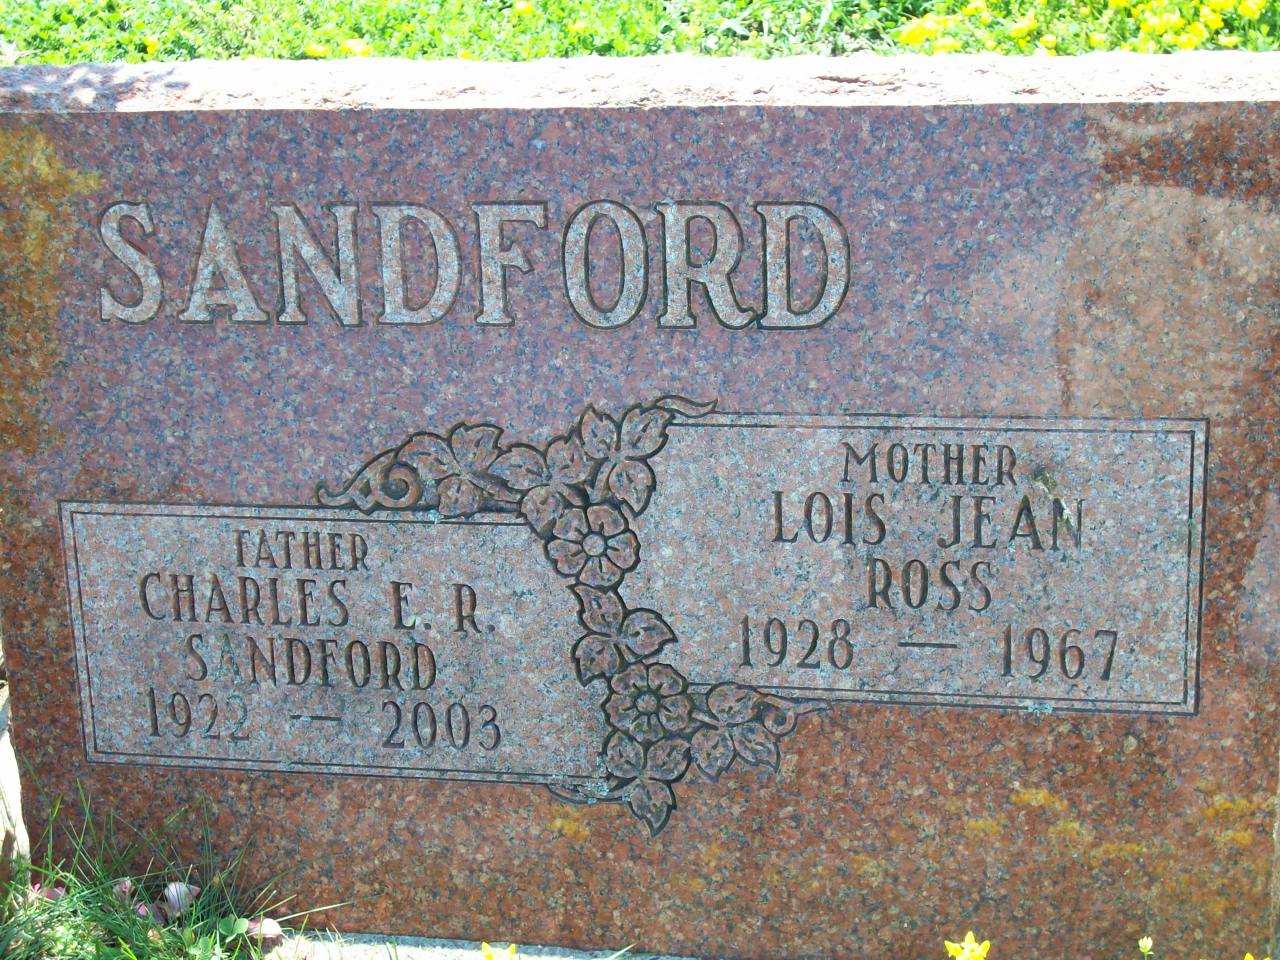 SANDFORD
FATHER
CHARLES E. R.
SANDFORD
1922 — 2003
MOTHER
LOIS JEAN
ROSS
1928 — 1967